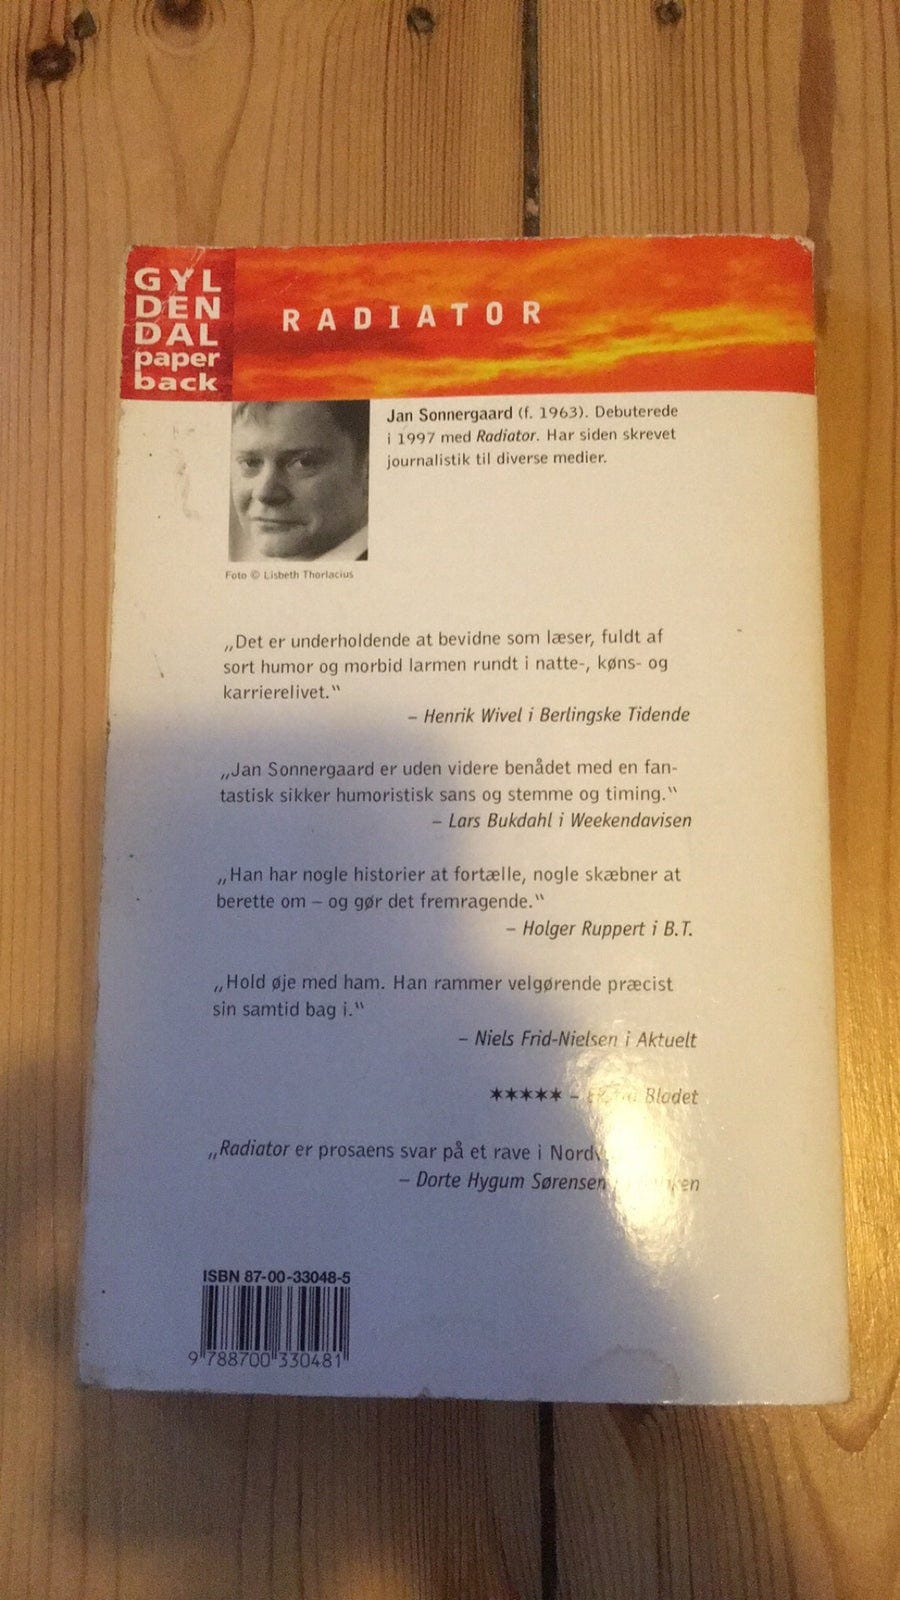 GYL
DEN
DAL
paper
back
RADIATOR
Jan Sonnergaard (f. 1963). Debuterede
i 1997 med Radiator. Har siden skrevet
journalistik til diverse medier.
Foto © Lisbeth Thorlacius
„Det er underholdende at bevidne som læser, fuldt af
sort humor og morbid larmen rundt i natte-, køns- og
karrierelivet.“
– Henrik Wivel i Berlingske Tidende
„Jan Sonnergaard er uden videre benådet med en fan-
tastisk sikker humoristisk sans og stemme og timing.“
– Lars Bukdahl i Weekendavisen
„Han har nogle historier at fortælle, nogle skæbner at
berette om – og gør det fremragende.“
– Holger Ruppert i B.T.
„Hold øje med ham. Han rammer velgørende præcist
sin samtid bag i.“
– Niels Frid-Nielsen i Aktuelt
★★★★★ – Bladet
„Radiator er prosaens svar på et rave i
– Dorte Hygum Sørensen
ISBN 87-00-33048-5
9 788700 330481